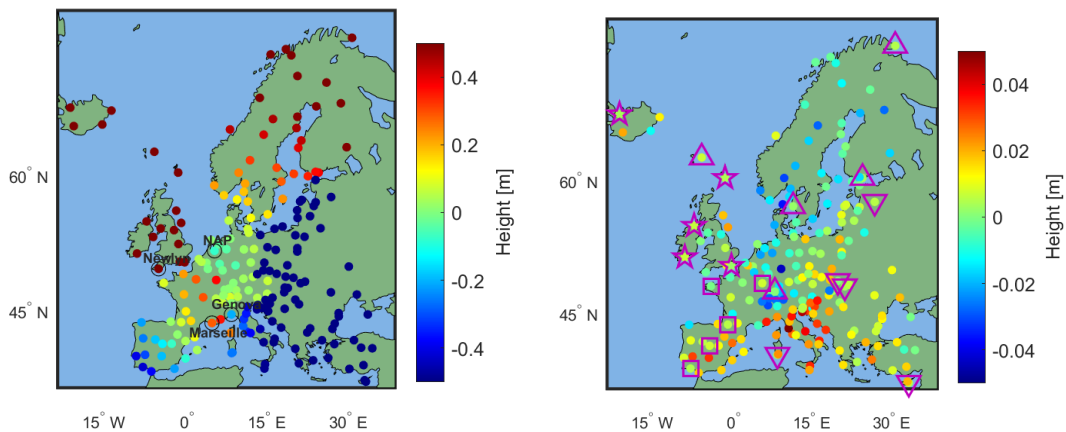 0.4
0.2
0
-0.2
-0.4
Height [m]
60° N
45° N
15° W
0°
15° E
30° E
NAP
Newlyn
Genova
Marseille
0.04
0.02
0
-0.02
-0.04
Height [m]
60° N
45° N
15° W
0°
15° E
30° E